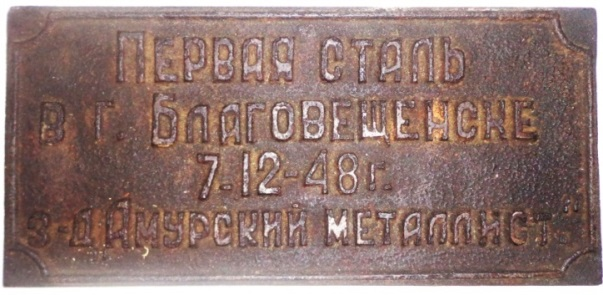 Первая сталь
в г. Благовещенске
7-12-48 г.
З-д Амурский металлист."